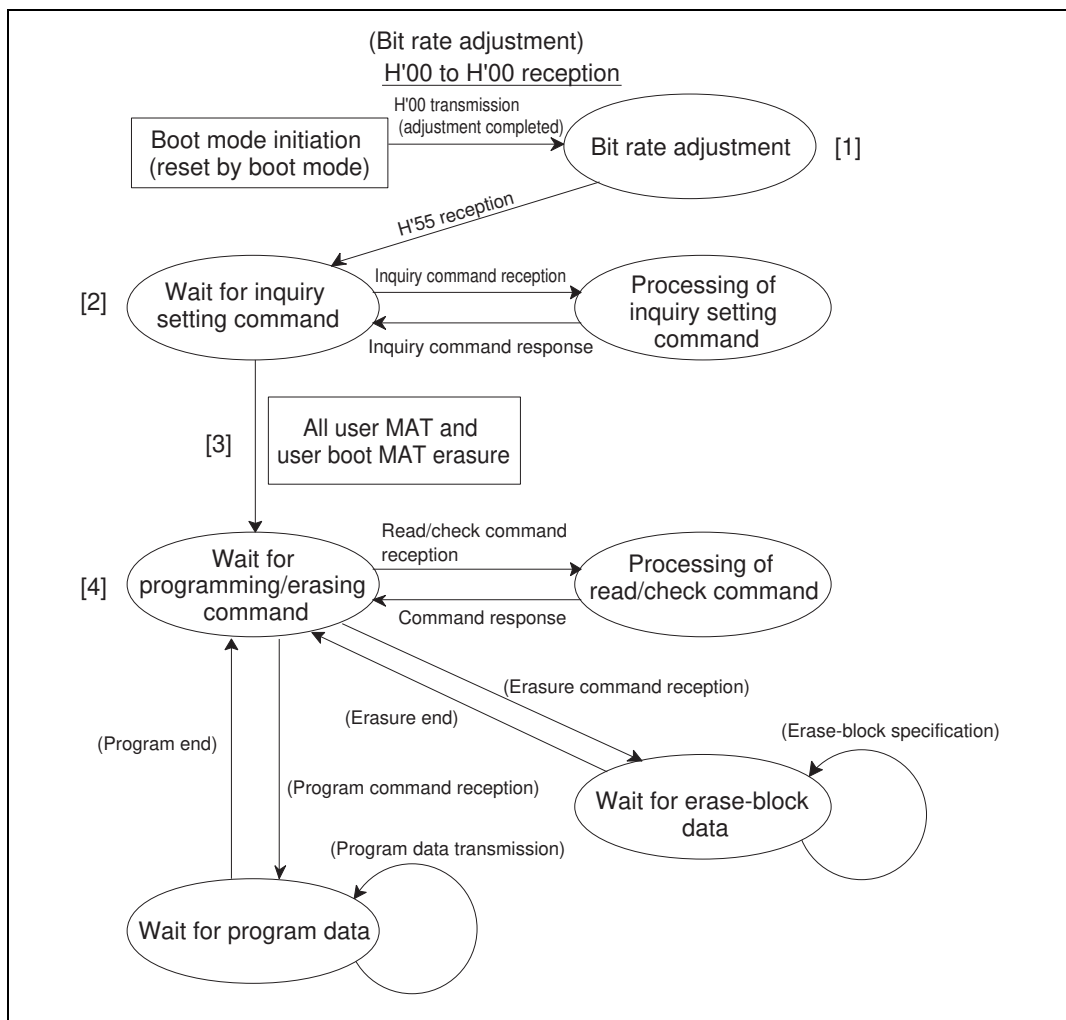 (Bit rate adjustment)
H'00 to H'00 reception
H'00 transmission
(adjustment completed)
Boot mode initiation
(reset by boot mode)
Bit rate adjustment
[1]
H'55 reception
[2]
Wait for inquiry
setting command
Inquiry command reception
Inquiry command response
Processing of
inquiry setting
command
[3]
All user MAT and
user boot MAT erasure
[4]
Wait for
programming/erasing
command
Read/check command
reception
Command response
Processing of
read/check command
(Erasure command reception)
(Erasure end)
(Program end)
(Program command reception)
(Erase-block specification)
Wait for erase-block
data
(Program data transmission)
Wait for program data